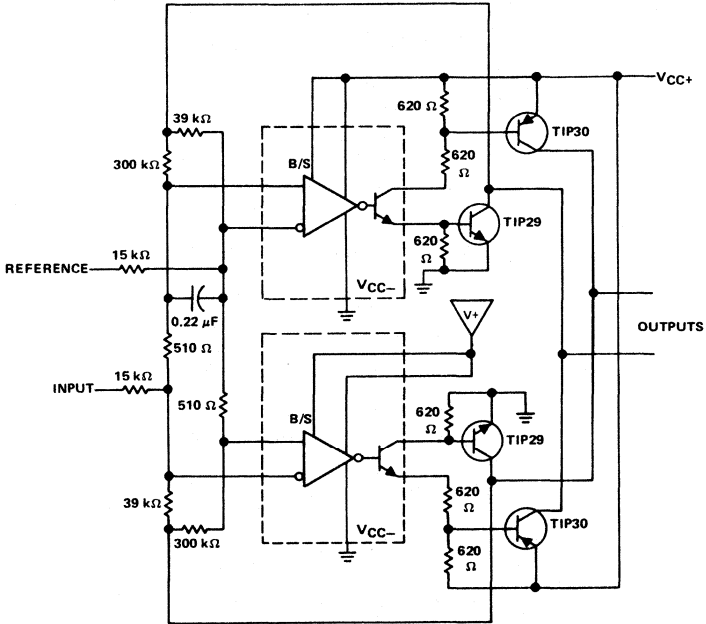 39 kΩ
300 kΩ
B/S
620 Ω
VCC+
TIP30
620
Ω
TIP29
620
Ω
15 kΩ
REFERENCE
VCC–
0.22 μF
V+
OUTPUTS
510 Ω
15 kΩ
INPUT
510 Ω
B/S
620
Ω
TIP29
39 kΩ
300 kΩ
VCC–
620
Ω
TIP30
620
Ω